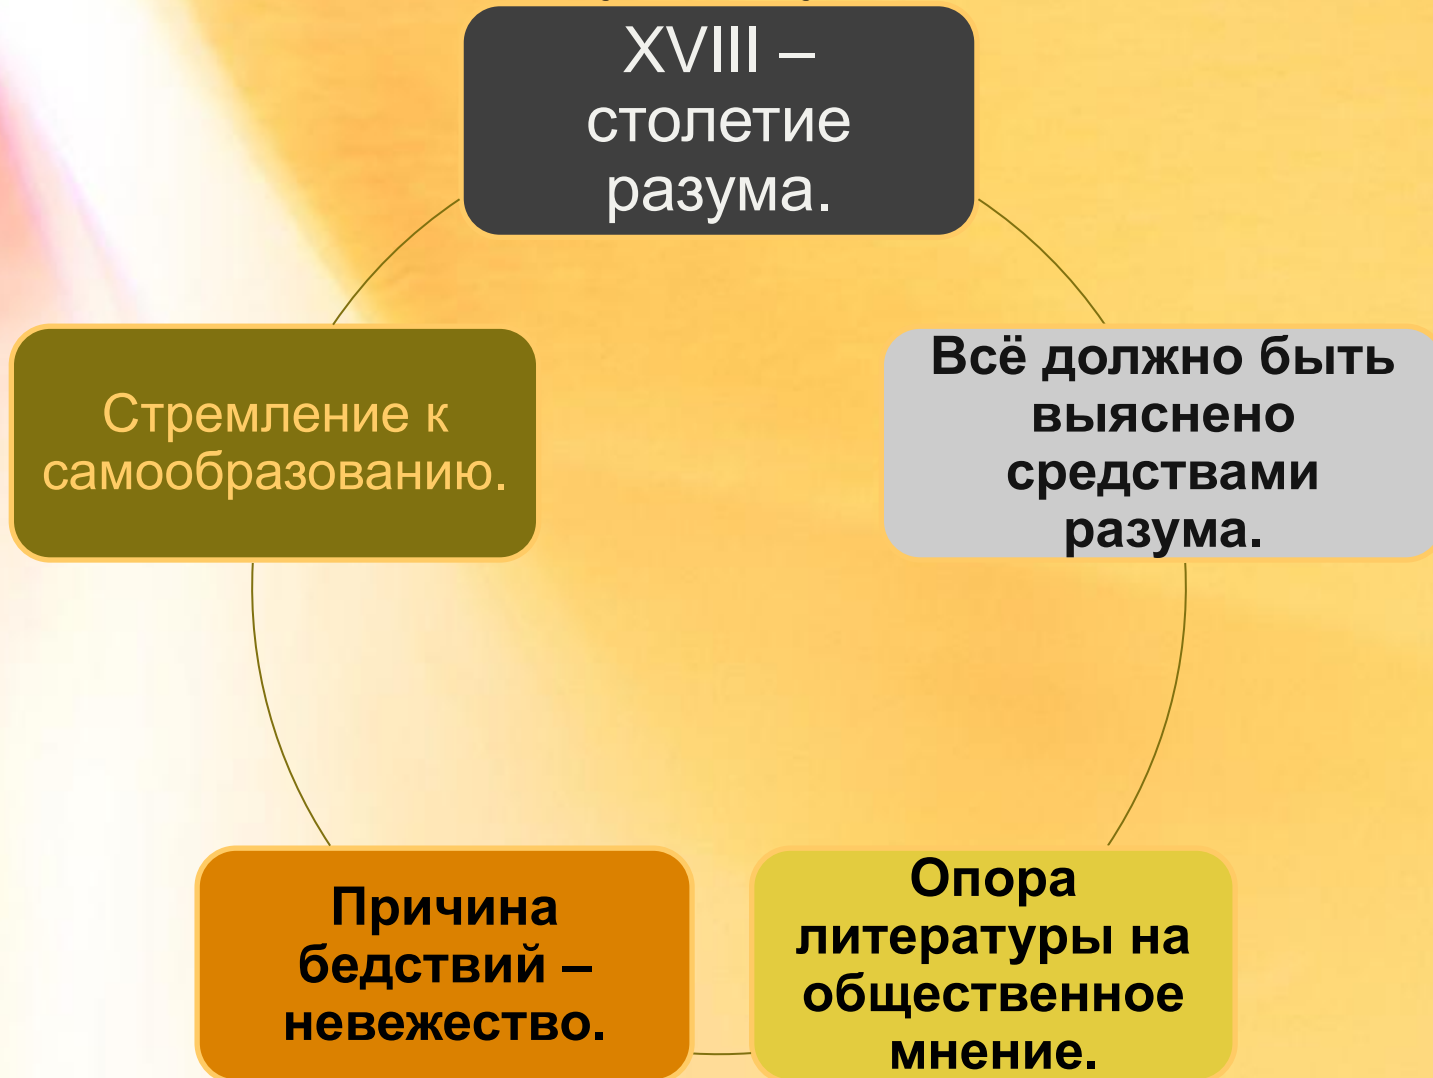 XVIII –
столетие
разума.
Всё должно быть
выяснено
средствами
разума.
Опора
литературы на
общественное
мнение.
Причина
бедствий –
невежество.
Стремление к
самообразованию.